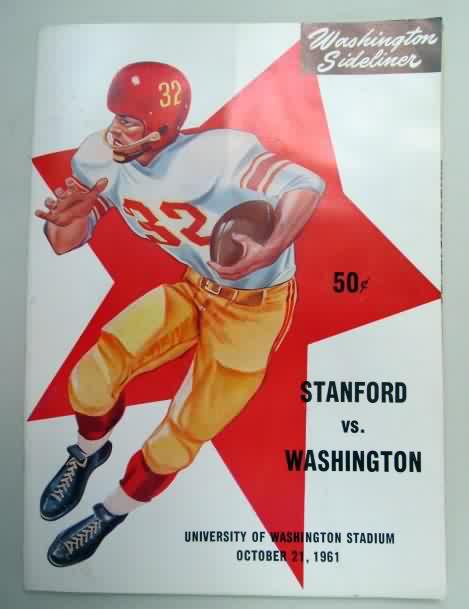 Washington
Sideliner
32
32
50¢
STANFORD
vs.
WASHINGTON
UNIVERSITY OF WASHINGTON STADIUM
OCTOBER 21, 1961